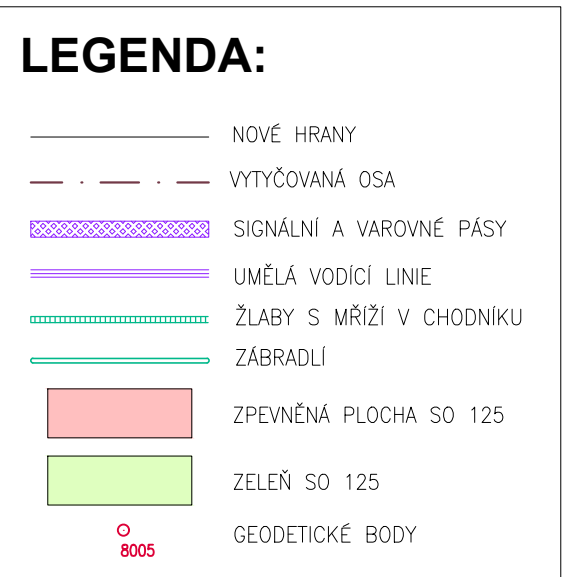 LEGENDA:
NOVÉ HRANY
VYTYČOVANÁ OSA
SIGNÁLNÍ A VAROVNÉ PÁSY
UMĚLÁ VODÍCÍ LINIE
ŽLABY S MŘÍŽÍ V CHODNÍKU
ZÁBRADLÍ
ZPEVNĚNÁ PLOCHA SO 125
ZELEŇ SO 125
GEODETICKÉ BODY
8005